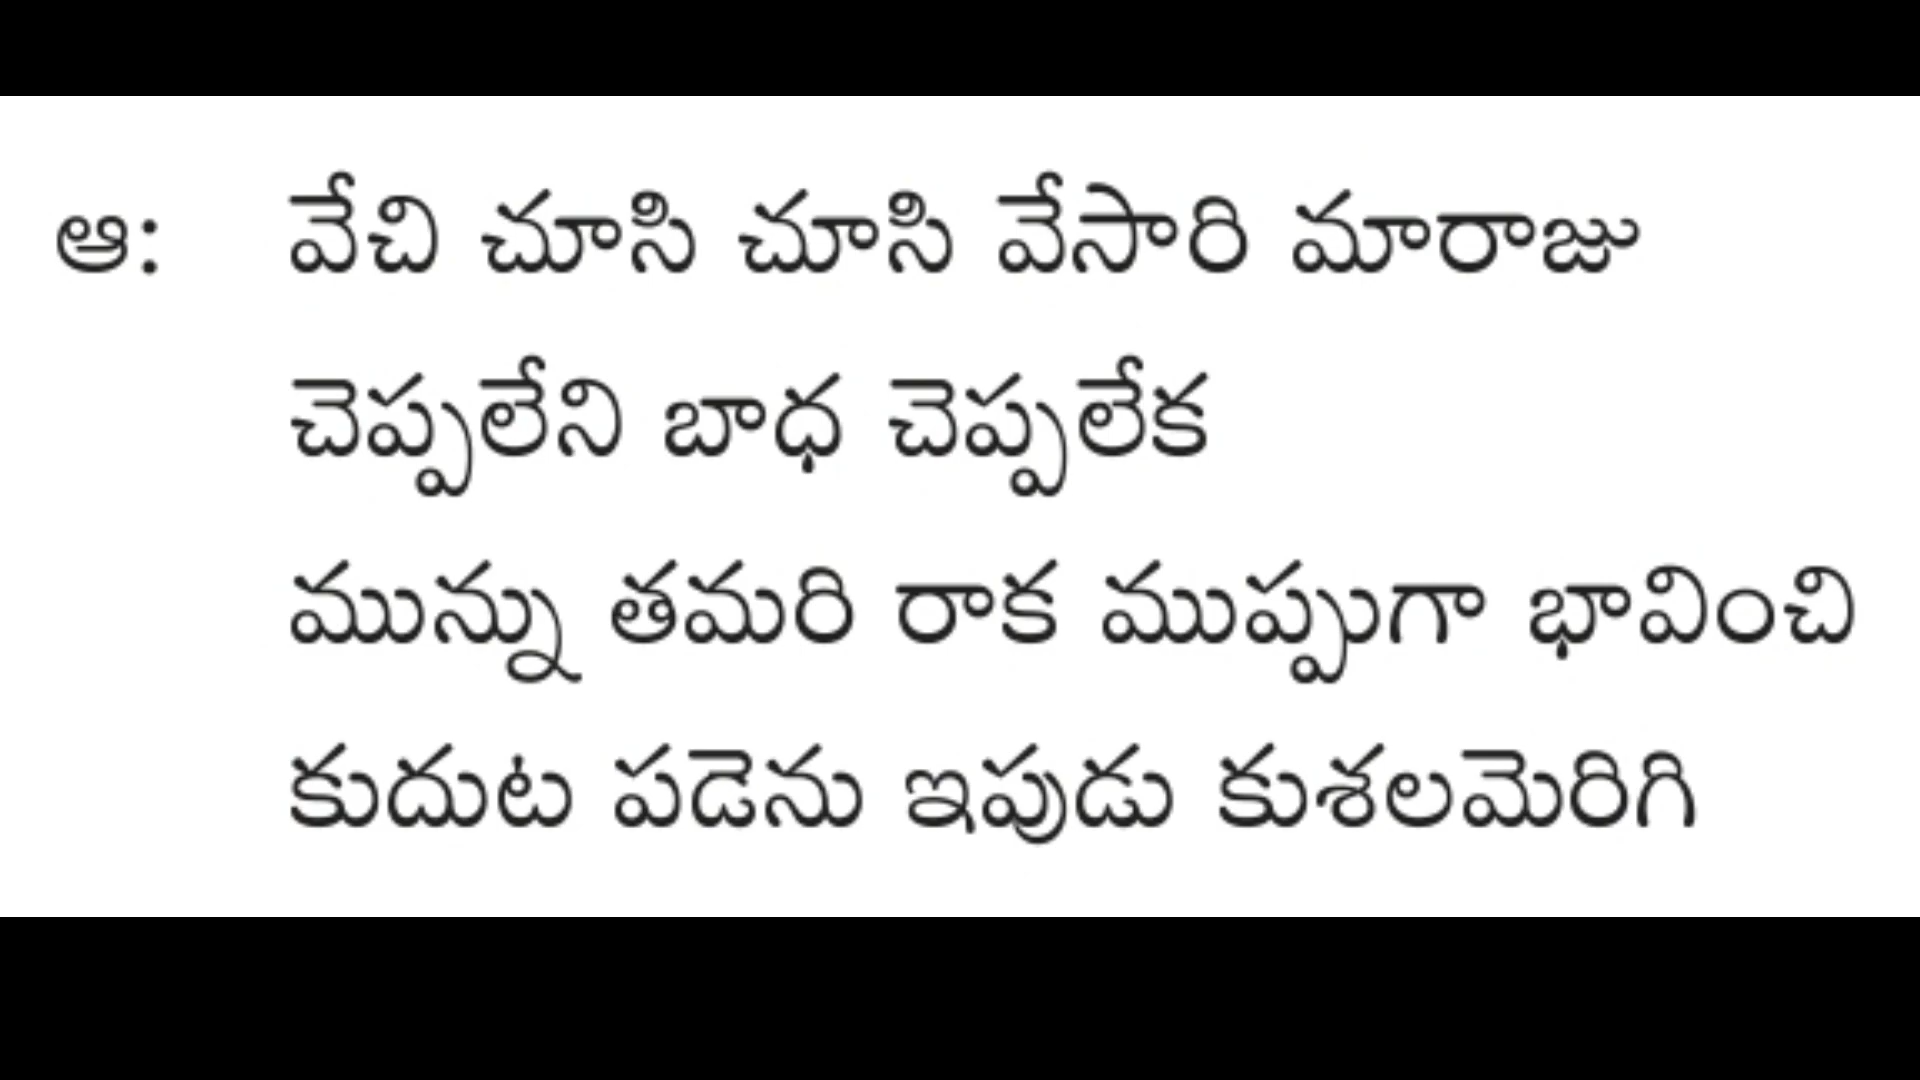 ఆ: వేచి చూసి చూసి వేసారి మారాజు
చెప్పలేని బాధ చెప్పలేక
మున్ను తమరి రాక ముప్పుగా భావించి
కుదుట పడెను ఇపుడు కుశలమెరిగి